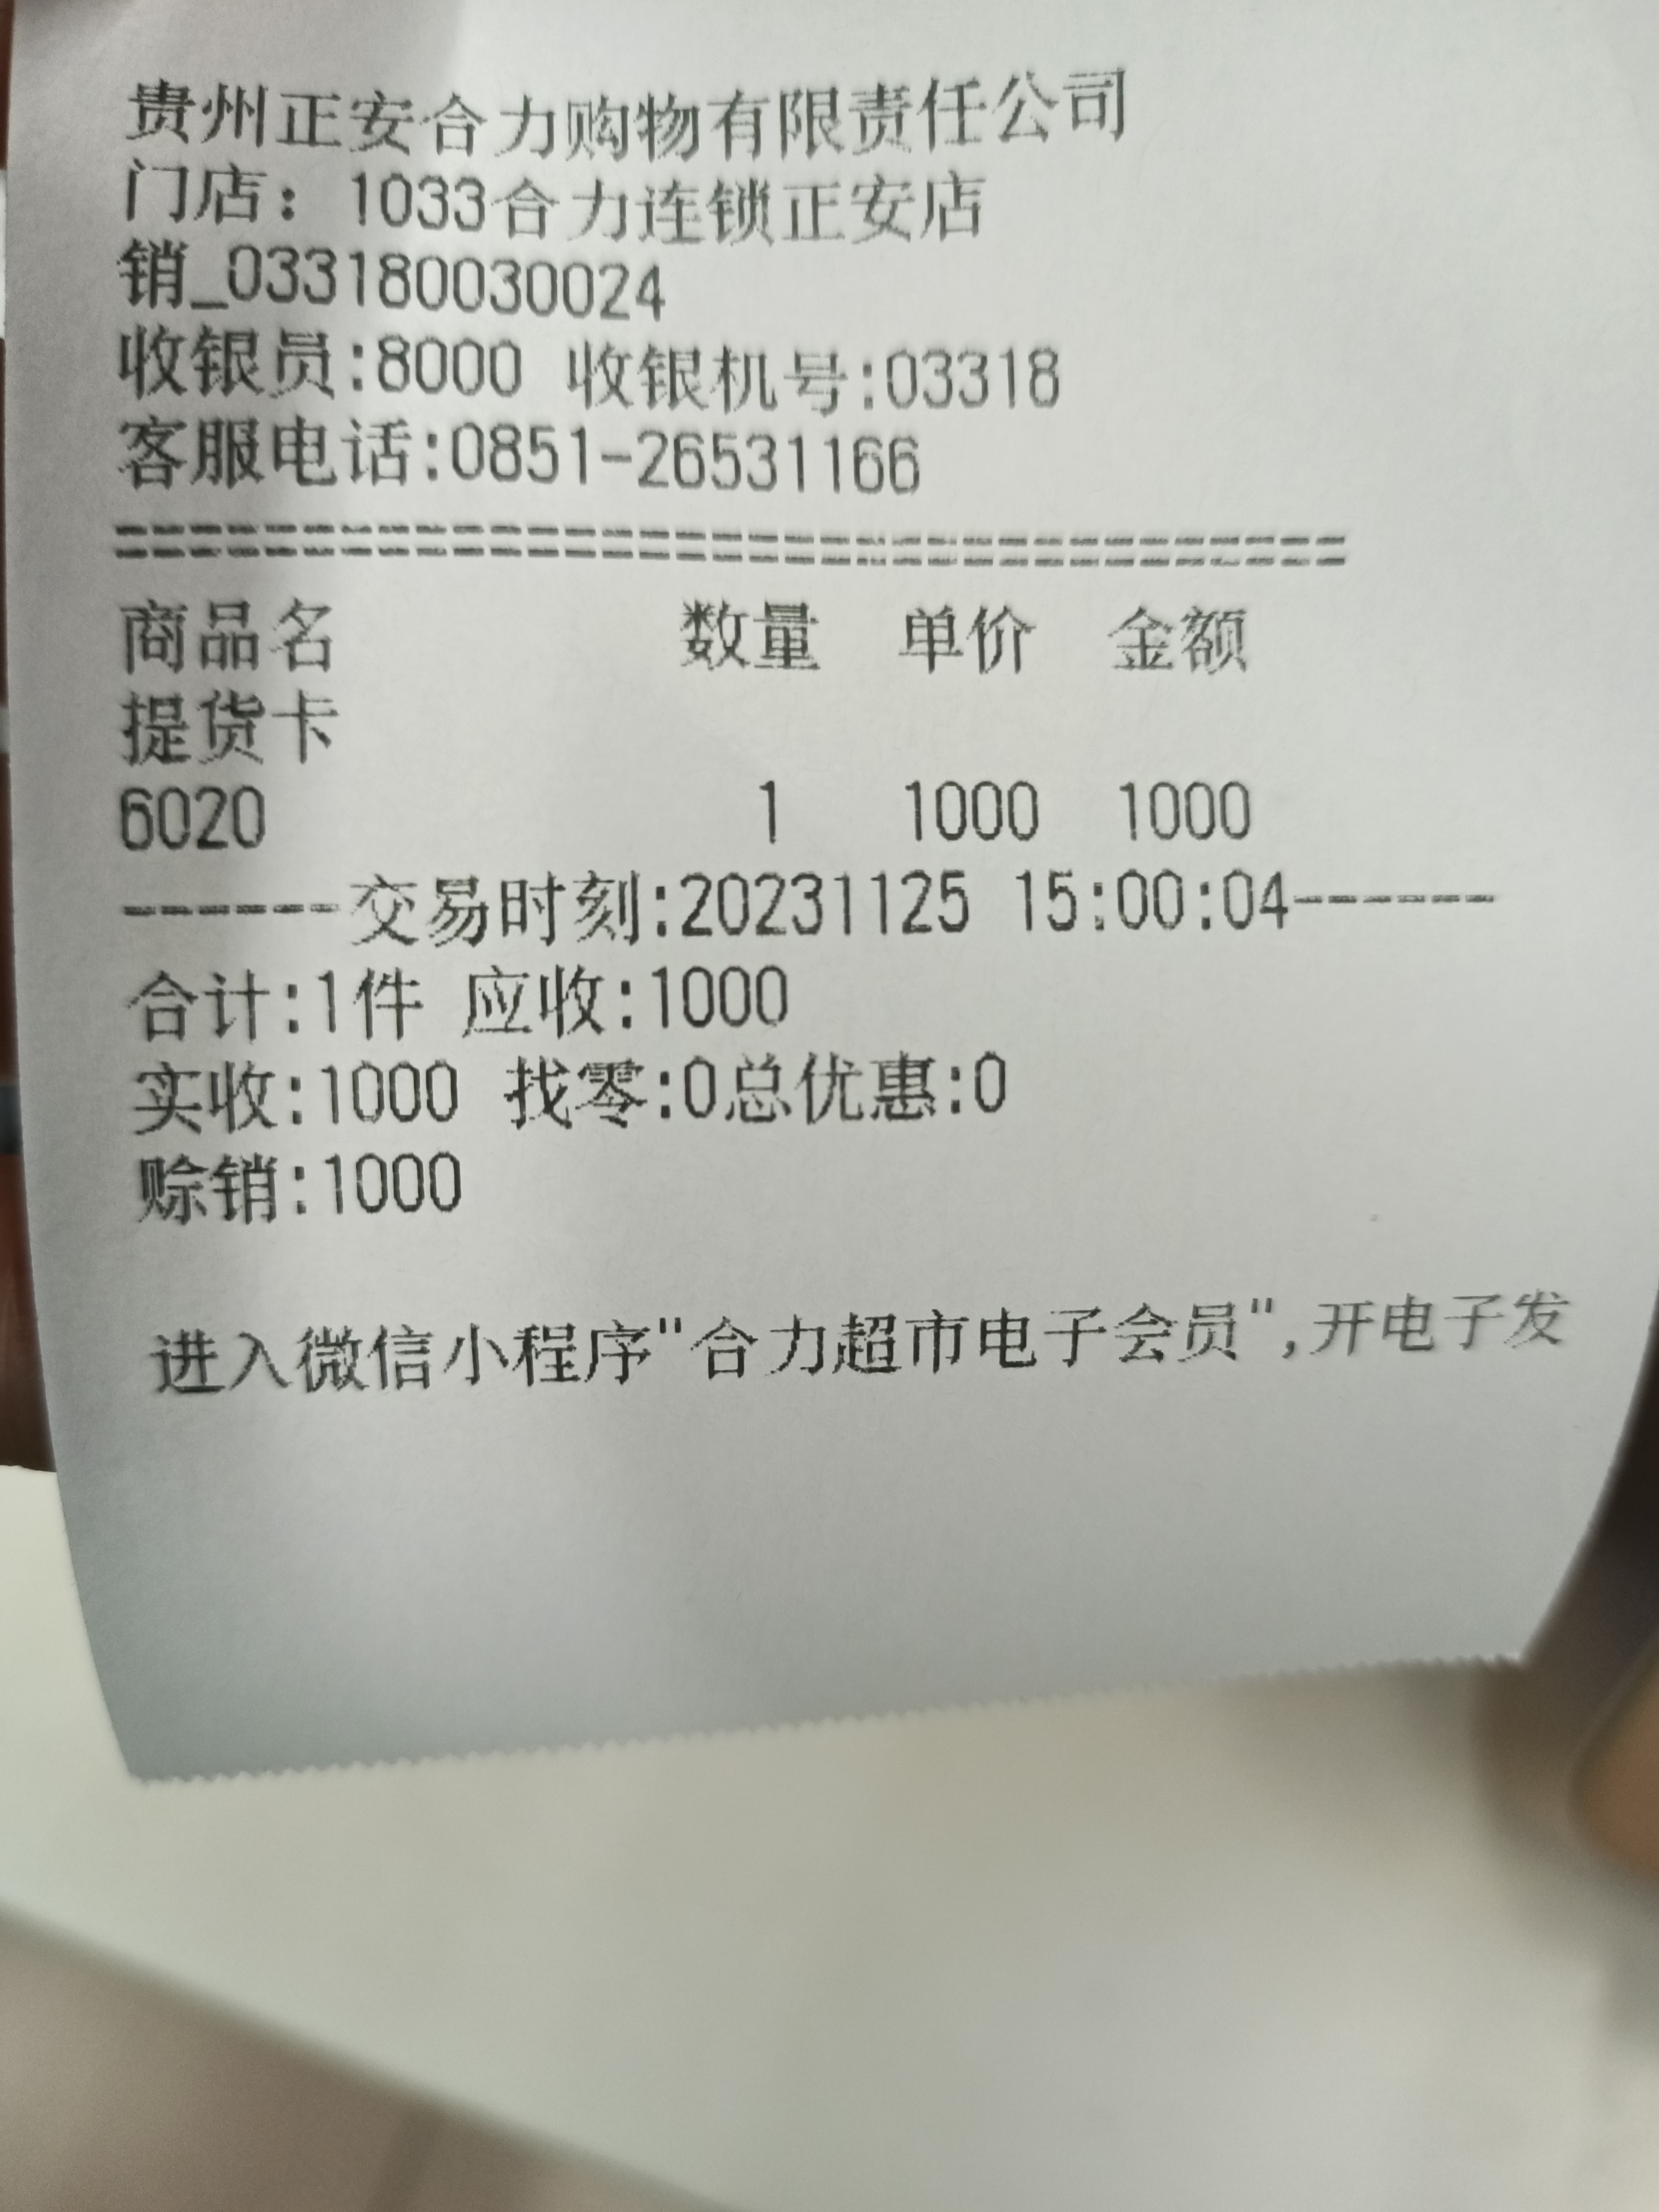 贵州正安合力购物有限责任公司
门店：1033合力连锁正安店
销_033180030024
收银员:8000 收银机号:03318
客服电话:0851-26531166
==================================
商品名 数量 单价 金额
提货卡
6020 1 1000 1000
------交易时刻:20231125 15:00:04------
合计:1件 应收:1000
实收:1000 找零:0总优惠:0
赊销:1000
进入微信小程序"合力超市电子会员",开电子发